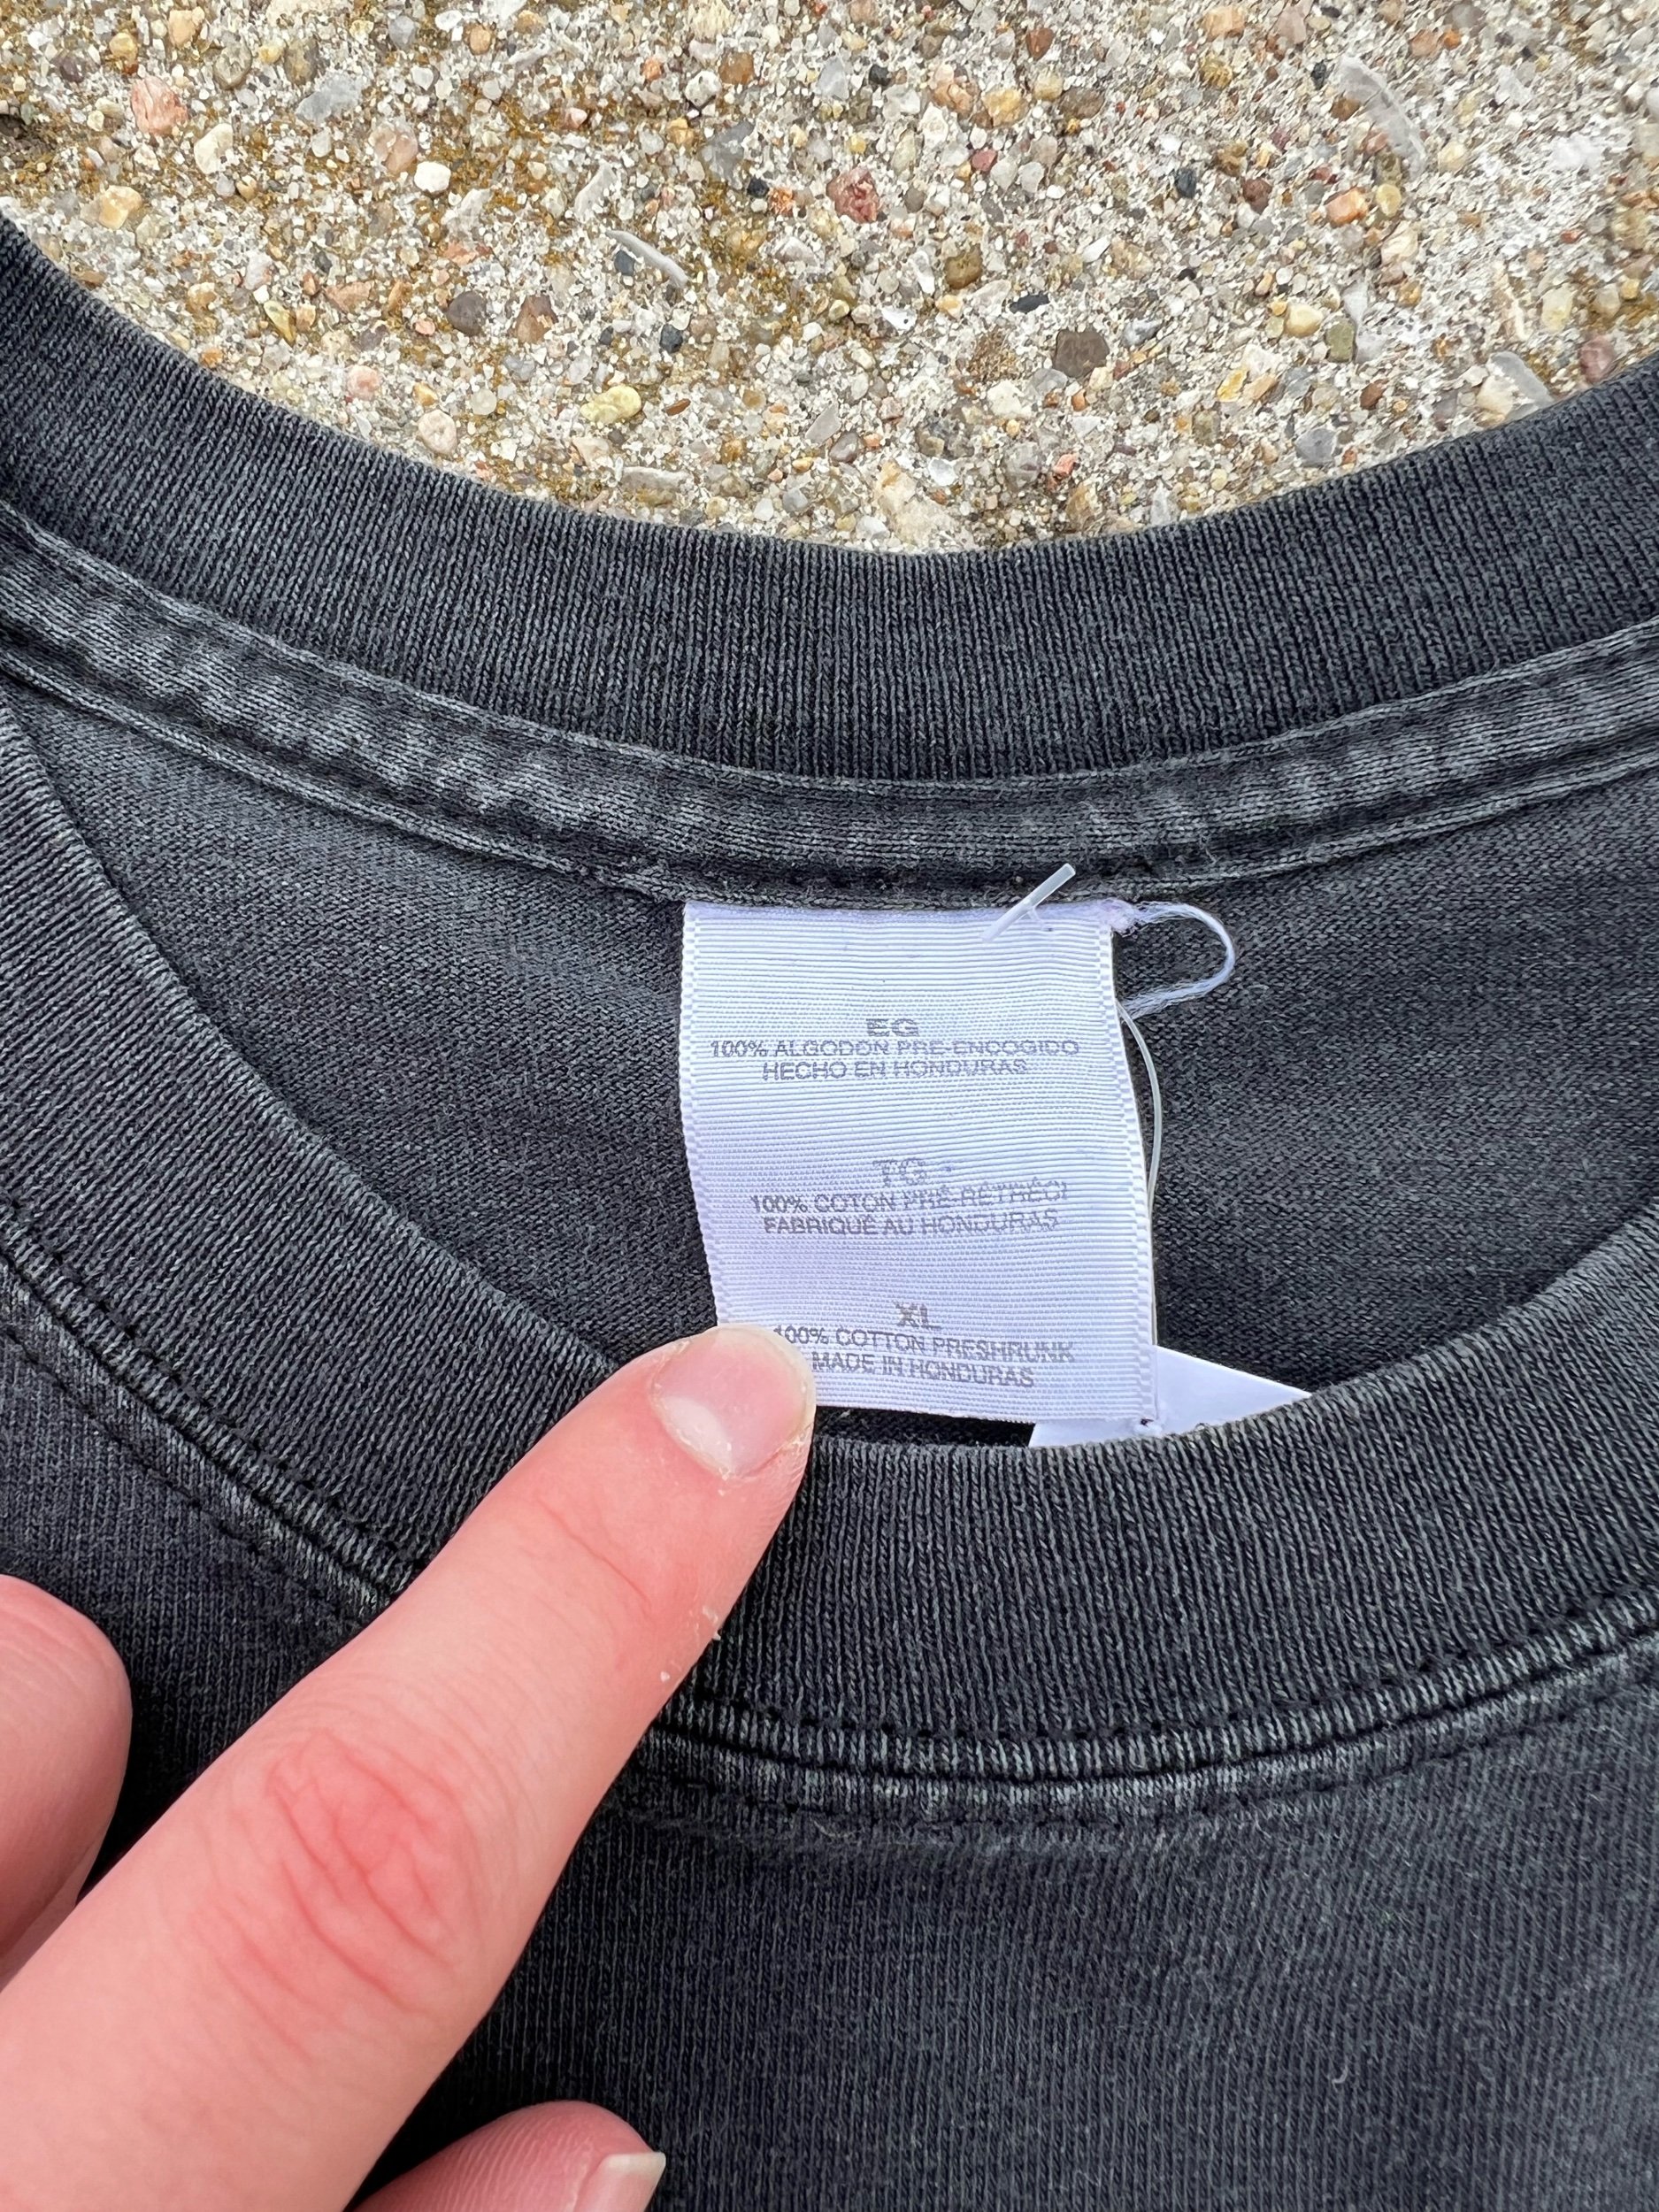 EG
100% ALGODON PRE-ENCOGIDO
HECHO EN HONDURAS
TG
100% COTON PRÉ-RÉTRÉCI
FABRIQUÉ AU HONDURAS
XL
100% COTTON PRESHRUNK
MADE IN HONDURAS